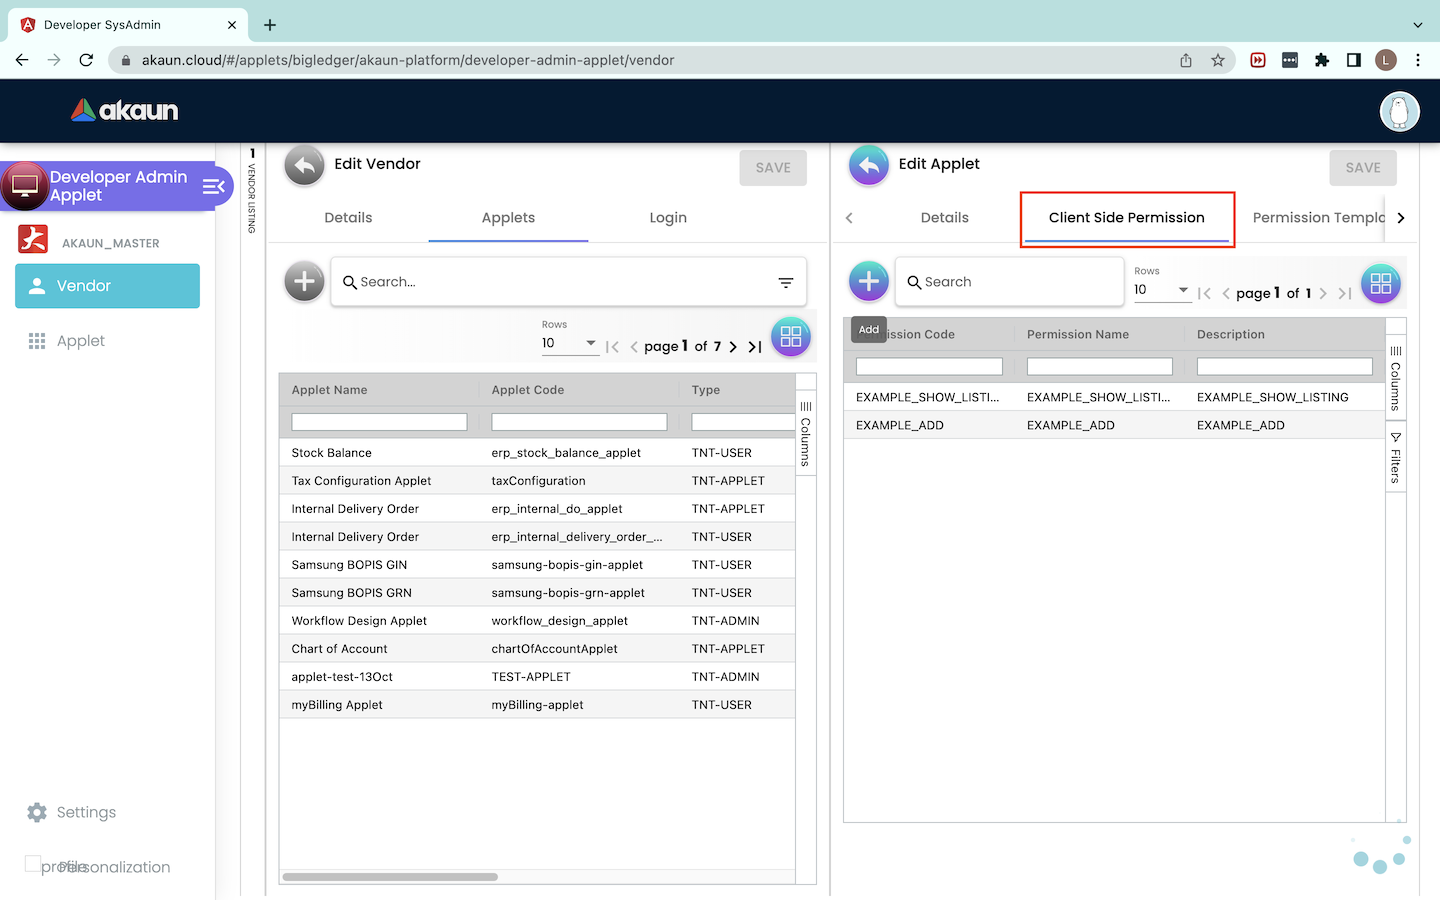 Developer SysAdmin
akaun.cloud/#/applets/bigledger/akaun-platform/developer-admin-applet/vendor
L
akaun
Developer Admin
Applet
AKAUN_MASTER
Vendor
Applet
Settings
profile
Personalization
1
VENDOR LISTING
Edit Vendor
SAVE
Details
Applets
Login
Search...
Rows
10
page 1 of 7
Applet Name Applet Code Type
Stock Balance erp_stock_balance_applet TNT-USER
Tax Configuration Applet taxConfiguration TNT-APPLET
Internal Delivery Order erp_internal_do_applet TNT-APPLET
Internal Delivery Order erp_internal_delivery_order_... TNT-USER
Samsung BOPIS GIN samsung-bopis-gin-applet TNT-USER
Samsung BOPIS GRN samsung-bopis-grn-applet TNT-USER
Workflow Design Applet workflow_design_applet TNT-ADMIN
Chart of Account chartOfAccountApplet TNT-APPLET
applet-test-13Oct TEST-APPLET TNT-ADMIN
myBilling Applet myBilling-applet TNT-USER
Columns
Edit Applet
SAVE
Details
Client Side Permission
Permission Templa
Search
Rows
10
page 1 of 1
Add
ission Code Permission Name Description
EXAMPLE_SHOW_LISTI... EXAMPLE_SHOW_LISTI... EXAMPLE_SHOW_LISTING
EXAMPLE_ADD EXAMPLE_ADD EXAMPLE_ADD
Columns
Filters